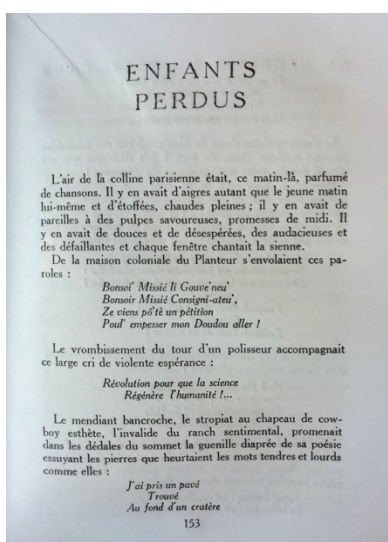 ENFANTS
PERDUS
L'air de la colline parisienne était, ce matin-là, parfumé
de chansons. Il y en avait d'aigres autant que le jeune matin
lui-même et d'étoffées, chaudes pleines ; il y en avait de
pareilles à des pulpes savoureuses, promesses de midi. Il
y en avait de douces et de désespérées, des audacieuses et
des défaillantes et chaque fenêtre chantait la sienne.
De la maison coloniale du Planteur s'envolaient ces pa-
roles :
Bonsoi' Missié li Gouve'neu'
Bonsoir Missié Consigni-ateu',
Ze viens pô'tè un pétition
Poul' empesser mon Doudou aller !
Le vrombissement du tour d'un polisseur accompagnait
ce large cri de violente espérance :
Révolution pour que la science
Régénère l'humanité !...
Le mendiant bancroche, le stropiat au chapeau de cow-
boy esthète, l'invalide du ranch sentimental, promenait
dans les dédales du sommet la guenille diaprée de sa poésie
essuyant les pierres que heurtaient les mots tendres et lourds
comme elles :
J'ai pris un pavé
Trouvé
Au fond d'un cratère
153